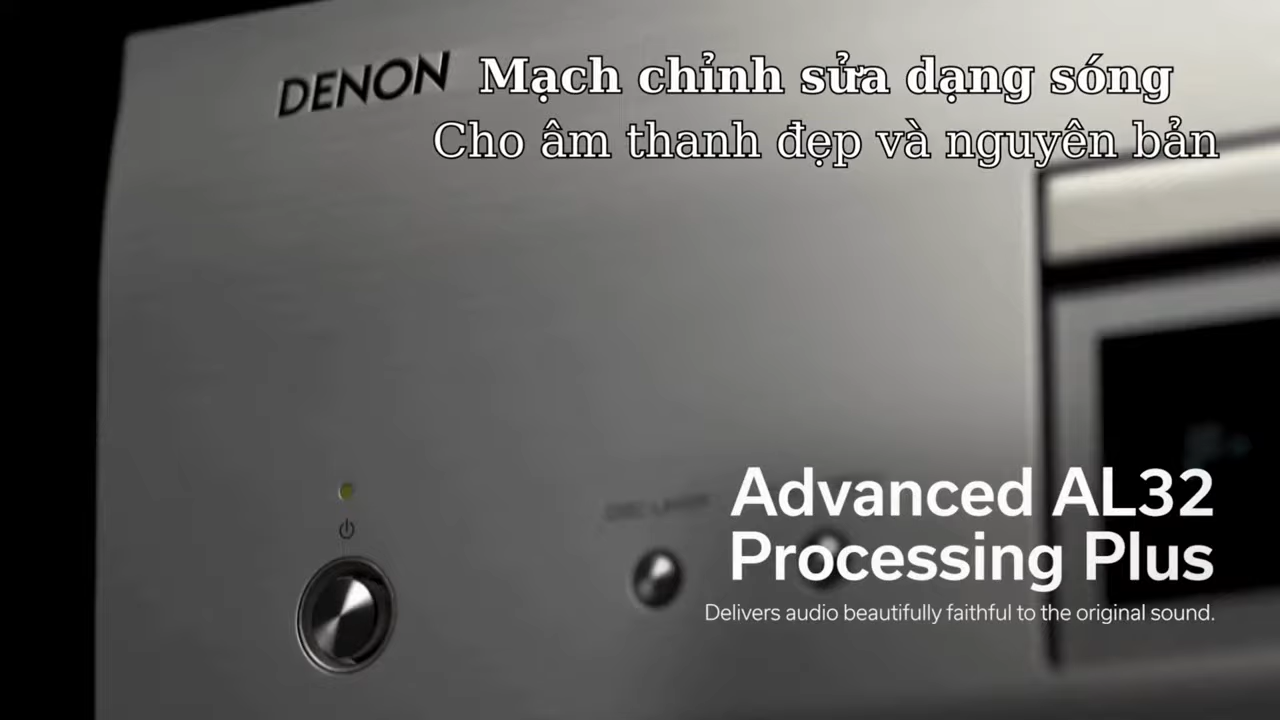 DENON
Mạch chỉnh sửa dạng sóng
Cho âm thanh đẹp và nguyên bản
Advanced AL32
Processing Plus
Delivers audio beautifully faithful to the original sound.